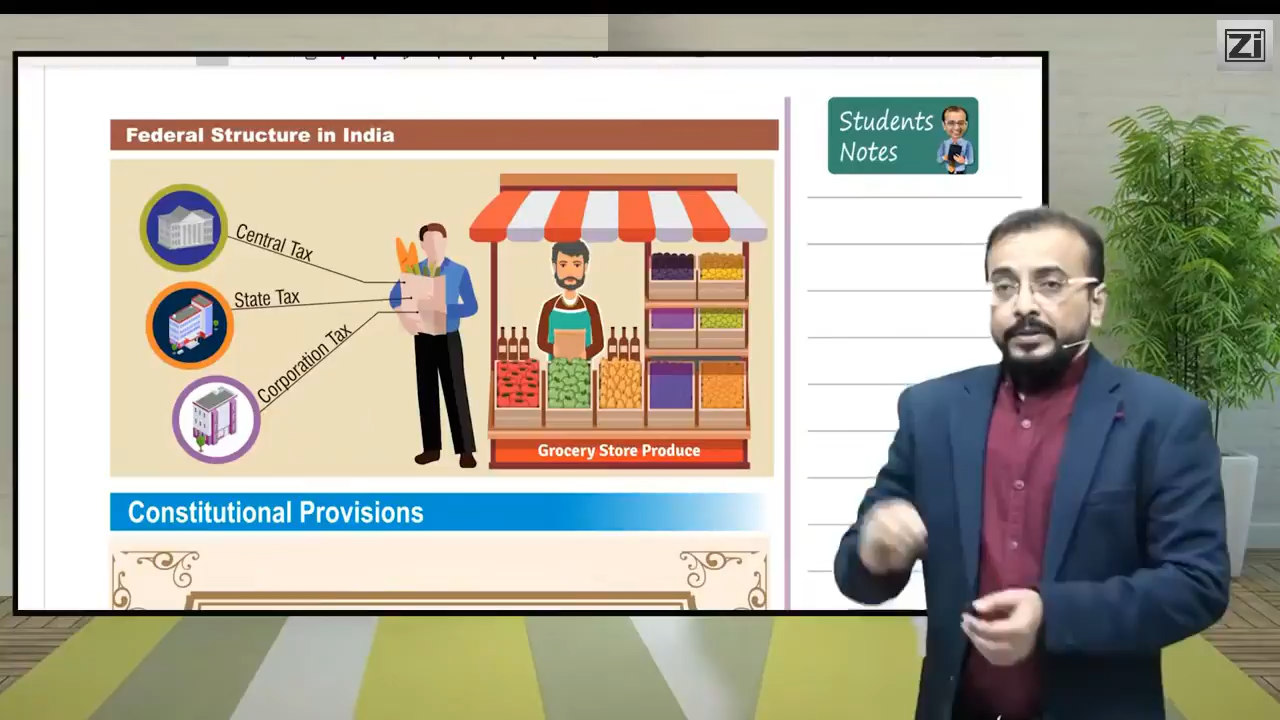 Zi
Federal Structure in India
Students
Notes
Central Tax
State Tax
Corporation Tax
Grocery Store Produce
Constitutional Provisions